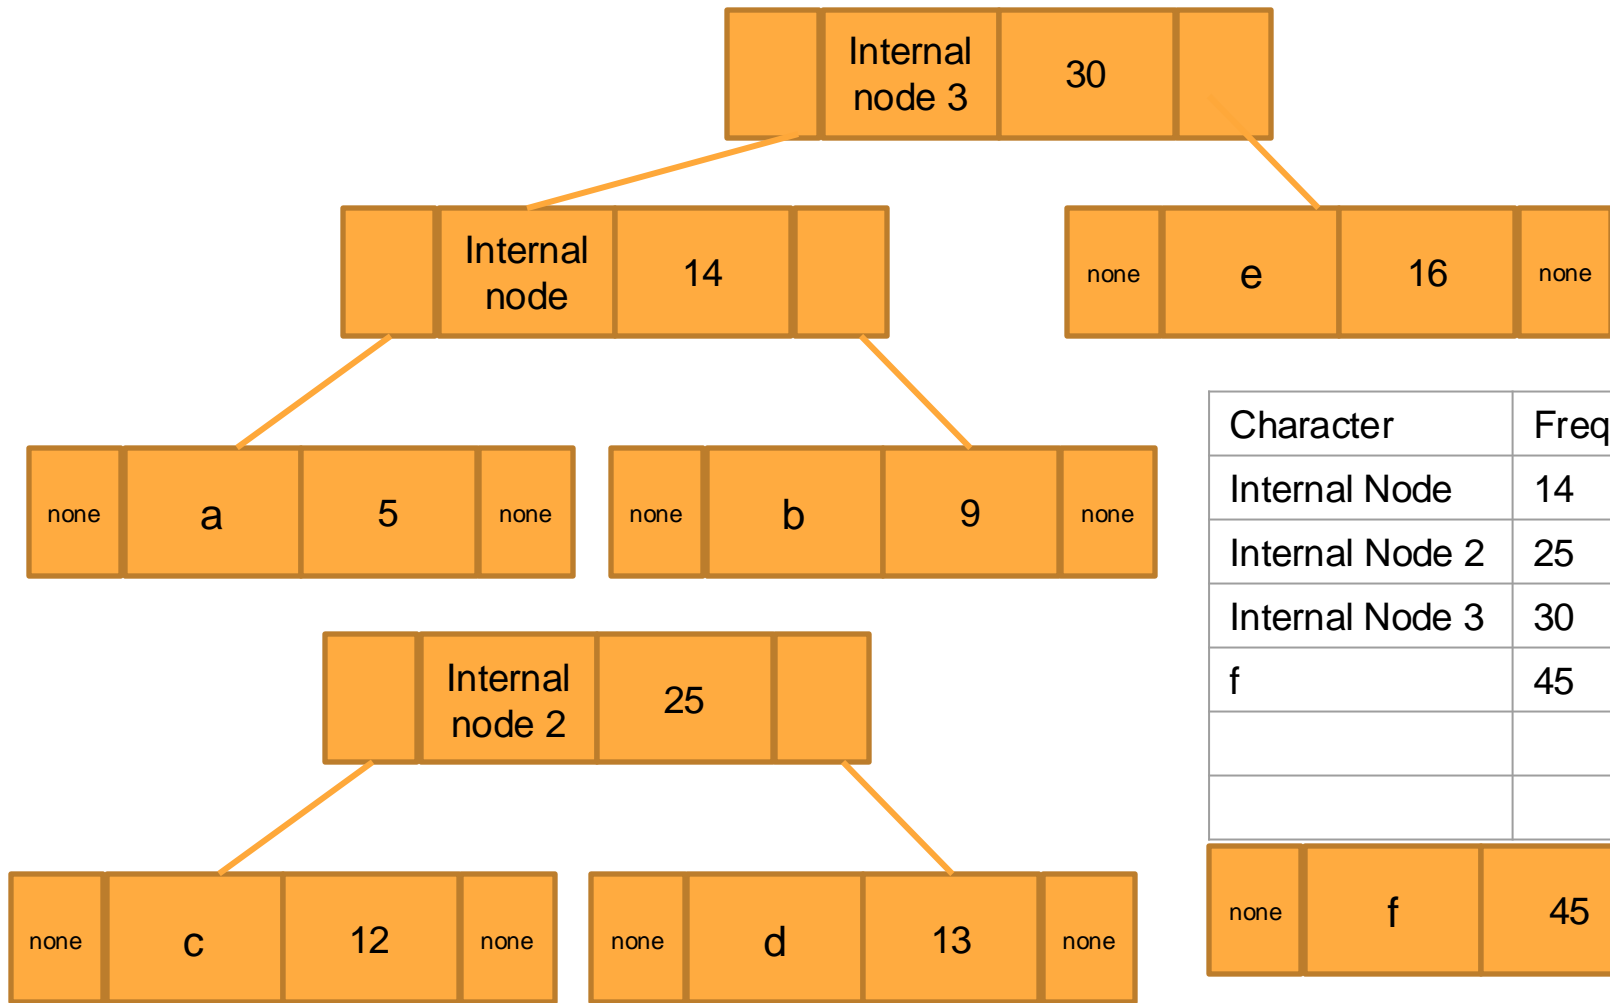 Internal
node 3
30
Internal
node
14
none
e
16
none
none
a
5
none
none
b
9
none
Character
Freq
Internal Node
14
Internal Node 2
25
Internal Node 3
30
f
45
Internal
node 2
25
none
c
12
none
none
d
13
none
none
f
45